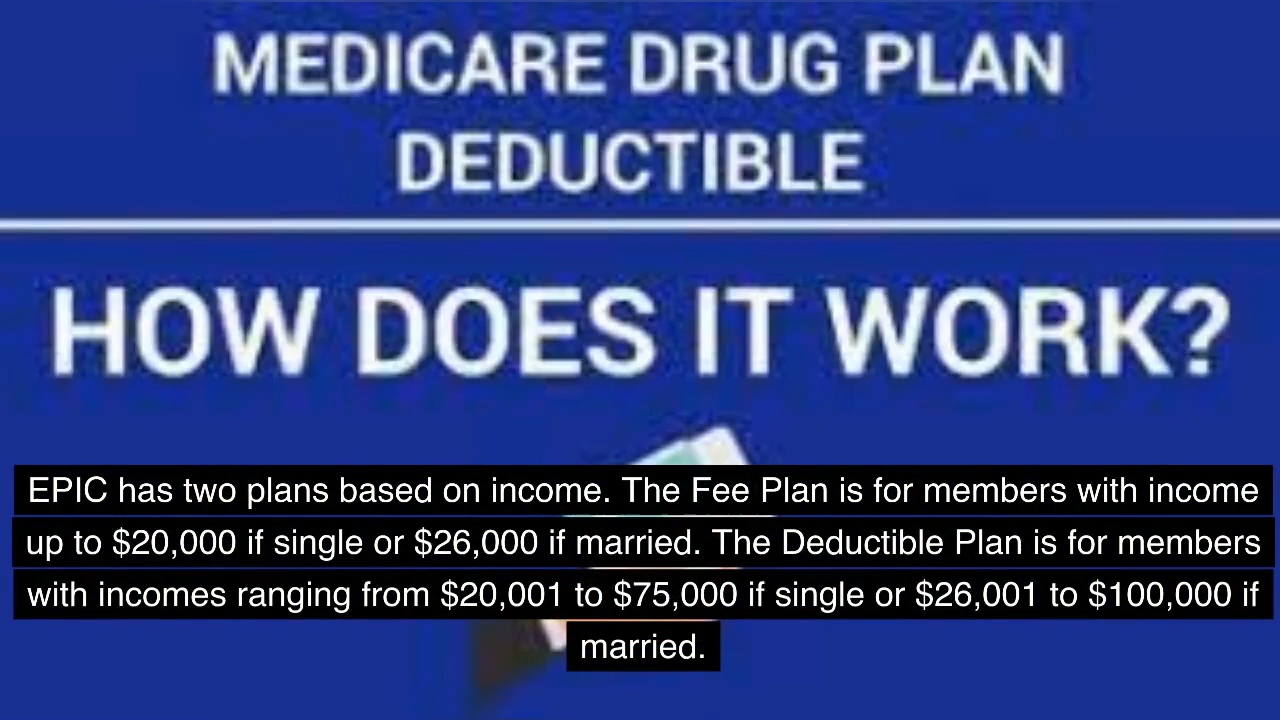 MEDICARE DRUG PLAN
DEDUCTIBLE
HOW DOES IT WORK?
EPIC has two plans based on income. The Fee Plan is for members with income
up to $20,000 if single or $26,000 if married. The Deductible Plan is for members
with incomes ranging from $20,001 to $75,000 if single or $26,001 to $100,000 if
married.